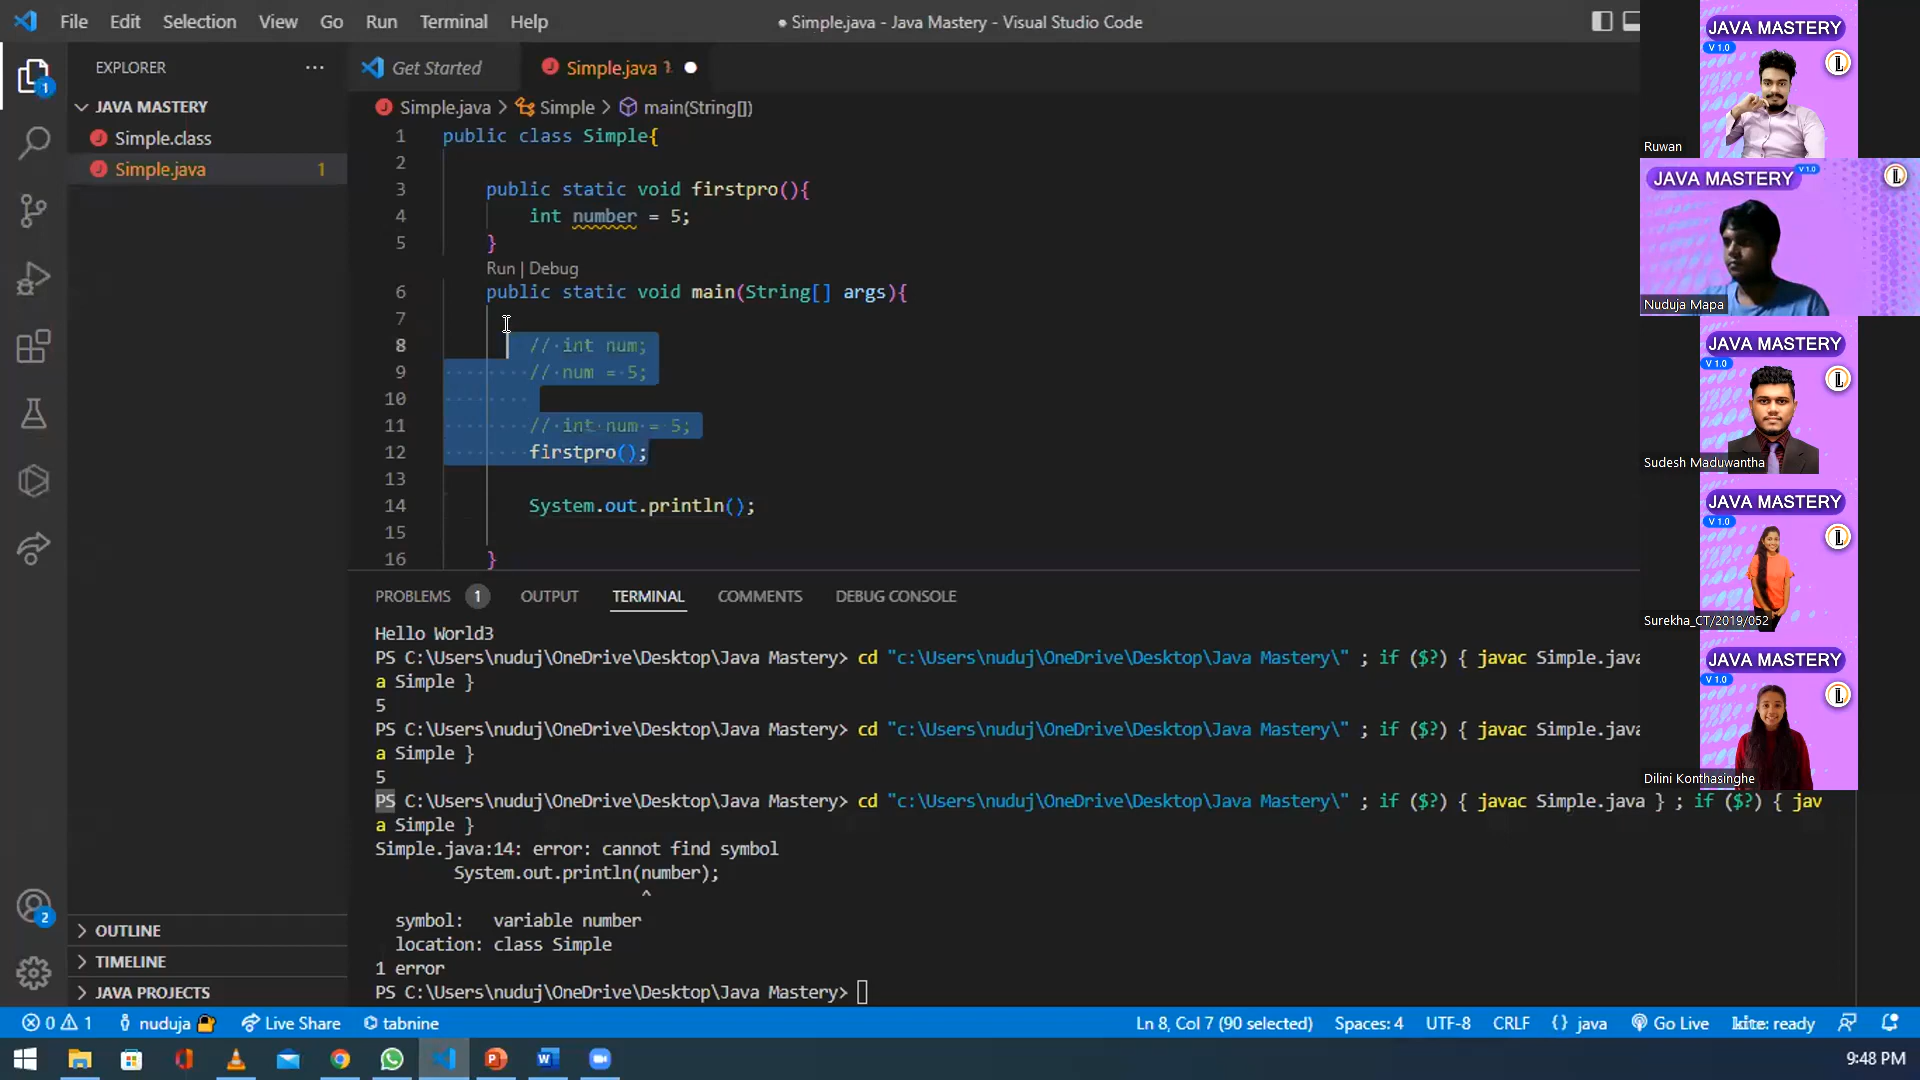 File Edit Selection View Go Run Terminal Help
● Simple.java - Java Mastery - Visual Studio Code
EXPLORER
JAVA MASTERY
Simple.class
Simple.java 1
OUTLINE
TIMELINE
JAVA PROJECTS
1
2
Get Started
Simple.java 1
Simple.java > Simple > main(String[])
1 public class Simple{
2
3 public static void firstpro(){
4 int number = 5;
5 }
Run | Debug
6 public static void main(String[] args){
7
8 // int num;
9 // num = 5;
10
11 // int num = 5;
12 firstpro();
13
14 System.out.println();
15
16 }
PROBLEMS 1 OUTPUT TERMINAL COMMENTS DEBUG CONSOLE
Hello World3
PS C:\Users\nuduj\OneDrive\Desktop\Java Mastery> cd "c:\Users\nuduj\OneDrive\Desktop\Java Mastery\" ; if ($?) { javac Simple.java
a Simple }
5
PS C:\Users\nuduj\OneDrive\Desktop\Java Mastery> cd "c:\Users\nuduj\OneDrive\Desktop\Java Mastery\" ; if ($?) { javac Simple.java
a Simple }
5
PS C:\Users\nuduj\OneDrive\Desktop\Java Mastery> cd "c:\Users\nuduj\OneDrive\Desktop\Java Mastery\" ; if ($?) { javac Simple.java } ; if ($?) { jav
a Simple }
Simple.java:14: error: cannot find symbol
System.out.println(number);
^
symbol: variable number
location: class Simple
1 error
PS C:\Users\nuduj\OneDrive\Desktop\Java Mastery>
JAVA MASTERY
V 1.0
Ruwan
JAVA MASTERY V 1.0
Nuduja Mapa
JAVA MASTERY
V 1.0
Sudesh Maduwantha
JAVA MASTERY
V 1.0
Surekha_CT/2019/052
JAVA MASTERY
V 1.0
Dilini Konthasinghe
0 1 nuduja Live Share tabnine Ln 8, Col 7 (90 selected) Spaces: 4 UTF-8 CRLF {} java Go Live kite: ready
9:48 PM